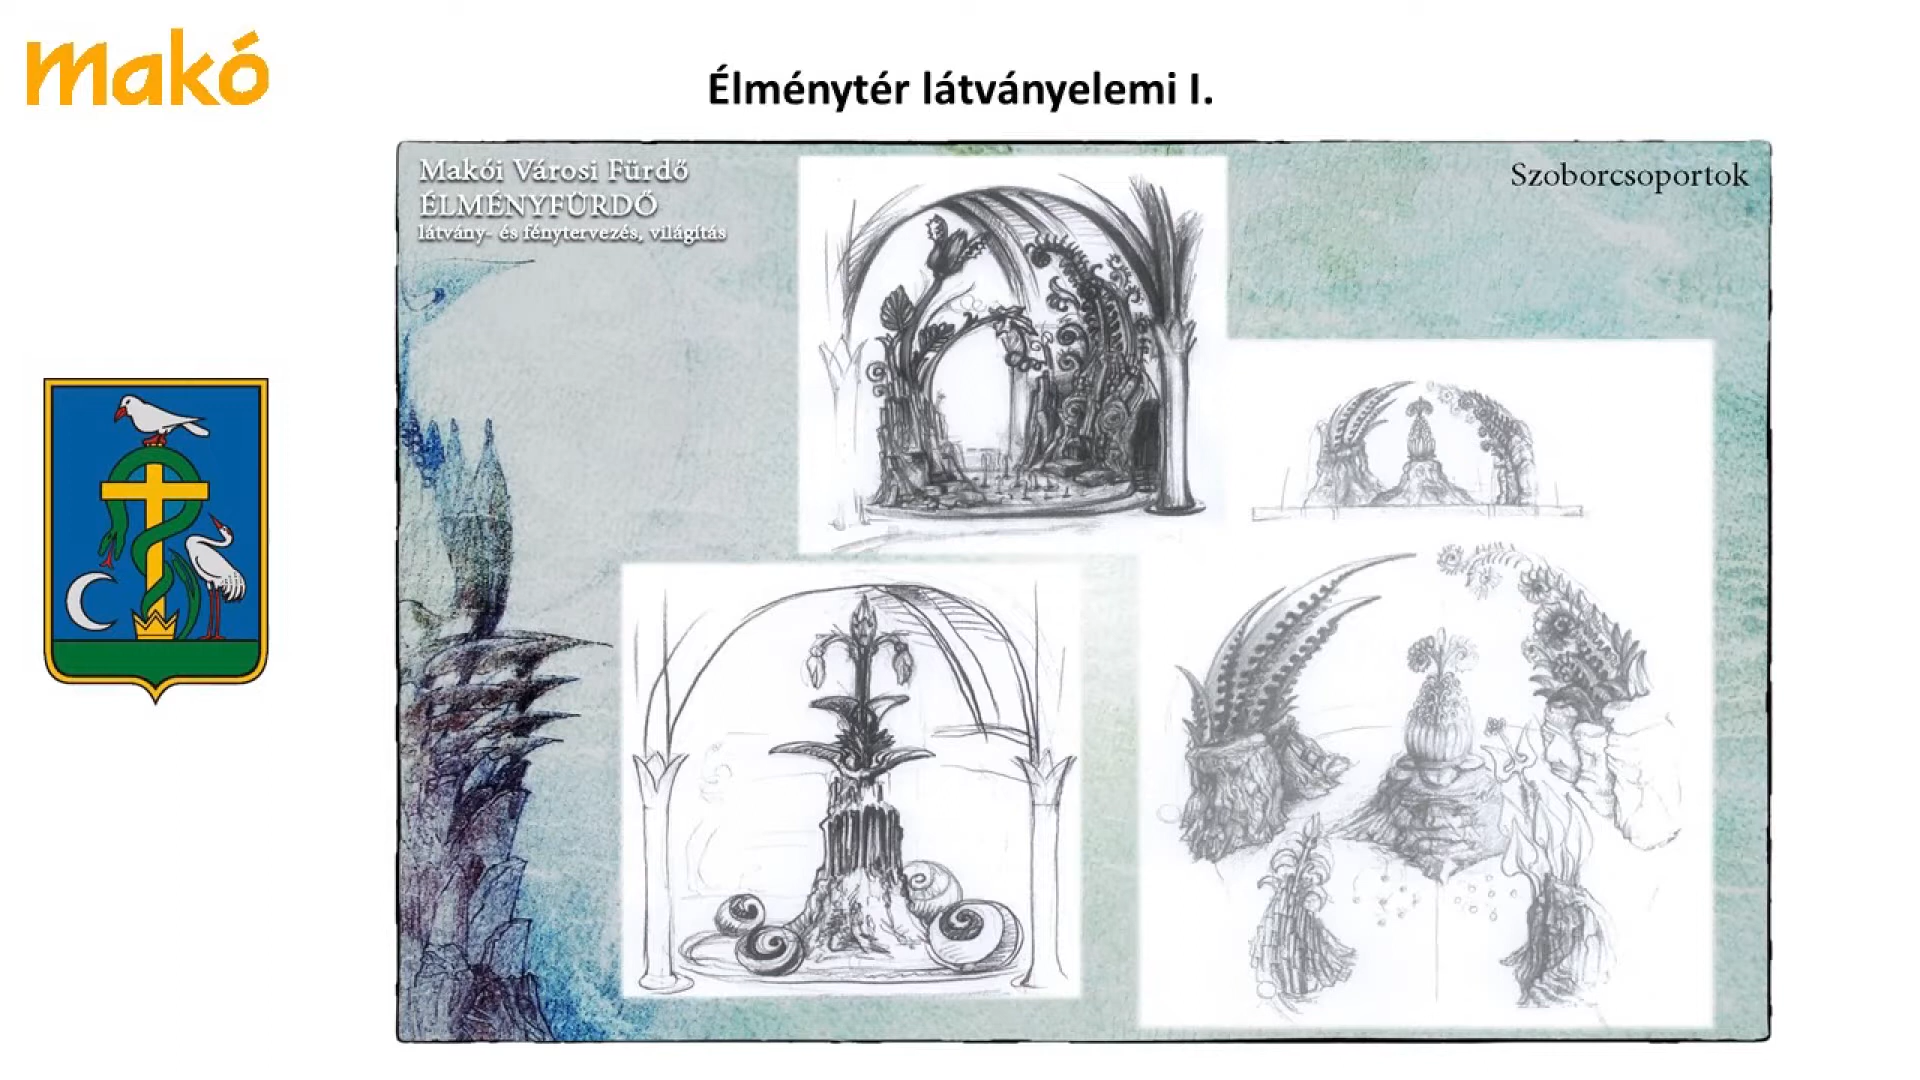 makó
Élménytér látványelemi I.
Makói Városi Fürdő
ÉLMÉNYFÜRDŐ
látvány- és fénytervezés, világítás
Szoborcsoportok